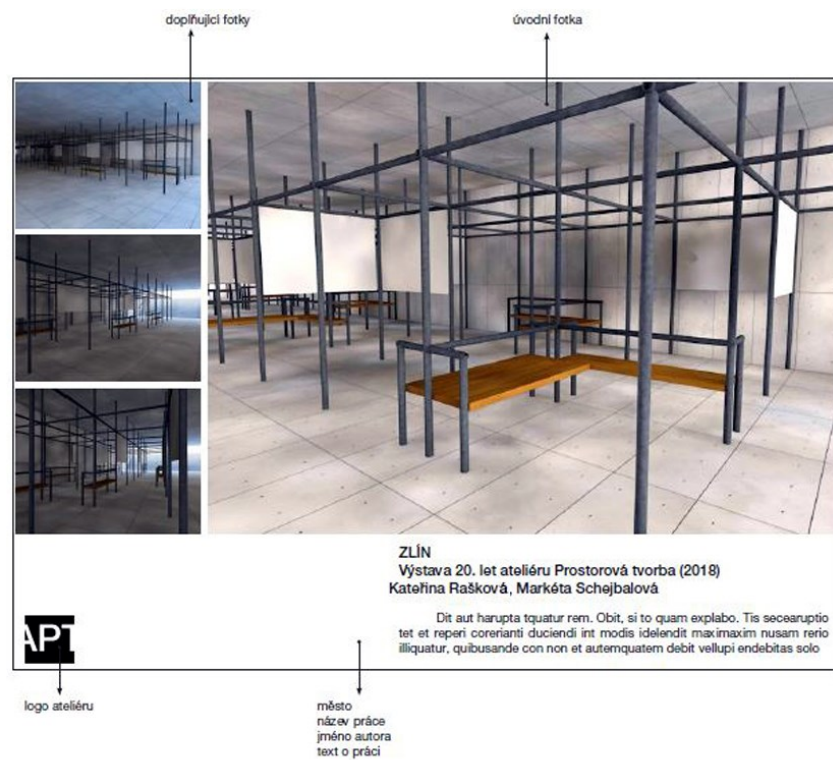 doplňující fotky
úvodní fotka
ZLÍN
Výstava 20. let ateliéru Prostorová tvorba (2018)
Kateřina Rašková, Markéta Schejbalová
Dit aut harupta tquatur rem. Obit, si to quam explabo. Tis secearuptio
tet et reperi corerianti duciendi int modis idelendit maximaxim nusam rerio
illiquatur, quibusande con non et autemquatem debit vellupi endebitas solo
APT
logo ateliéru
město
název práce
jméno autora
text o práci